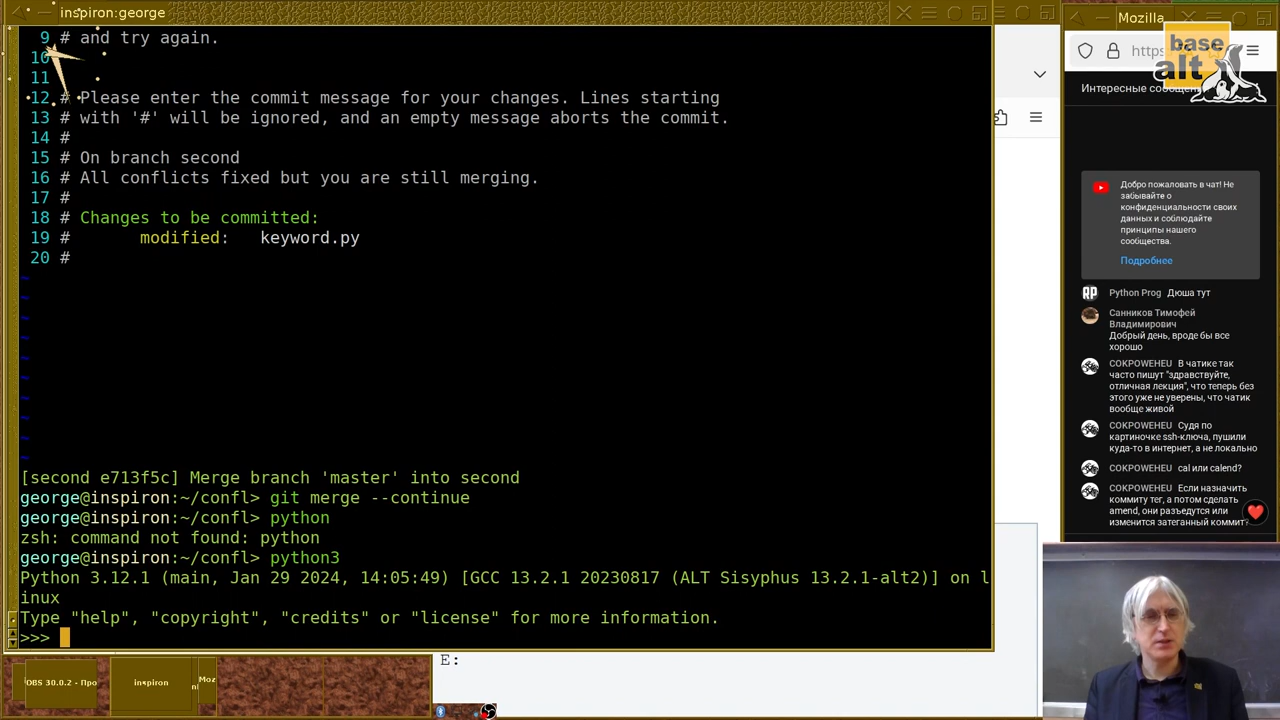 inspiron:george
9 # and try again.
10
11
12 # Please enter the commit message for your changes. Lines starting
13 # with '#' will be ignored, and an empty message aborts the commit.
14 #
15 # On branch second
16 # All conflicts fixed but you are still merging.
17 #
18 # Changes to be committed:
19 #       modified:   keyword.py
20 #
~
~
~
~
~
~
~
~
~
[second e713f5c] Merge branch 'master' into second
george@inspiron:~/confl> git merge --continue
george@inspiron:~/confl> python
zsh: command not found: python
george@inspiron:~/confl> python3
Python 3.12.1 (main, Jan 29 2024, 14:05:49) [GCC 13.2.1 20230817 (ALT Sisyphus 13.2.1-alt2)] on l
inux
Type "help", "copyright", "credits" or "license" for more information.
>>>
E:
OBS 30.0.2 - Про
inspiron
Moz
Mozilla
https
base
alt
Интересные
Добро пожаловать в чат! Не
забывайте о
конфиденциальности своих
данных и соблюдайте
принципы нашего
сообщества.
Подробнее
RP Python Prog Дюша тут
Санников Тимофей
Владимирович
Добрый день, вроде бы все
хорошо
COKPOWEHEU В чатике так
часто пишут "здравствуйте,
отличная лекция", что теперь без
этого уже не уверены, что чатик
вообще живой
COKPOWEHEU Судя по
картиночке ssh-ключа, пушили
куда-то в интернет, а не локально
COKPOWEHEU cal или calend?
COKPOWEHEU Если назначить
коммиту тег, а потом сделать
amend, они разъедутся или
изменится затеганный коммит?